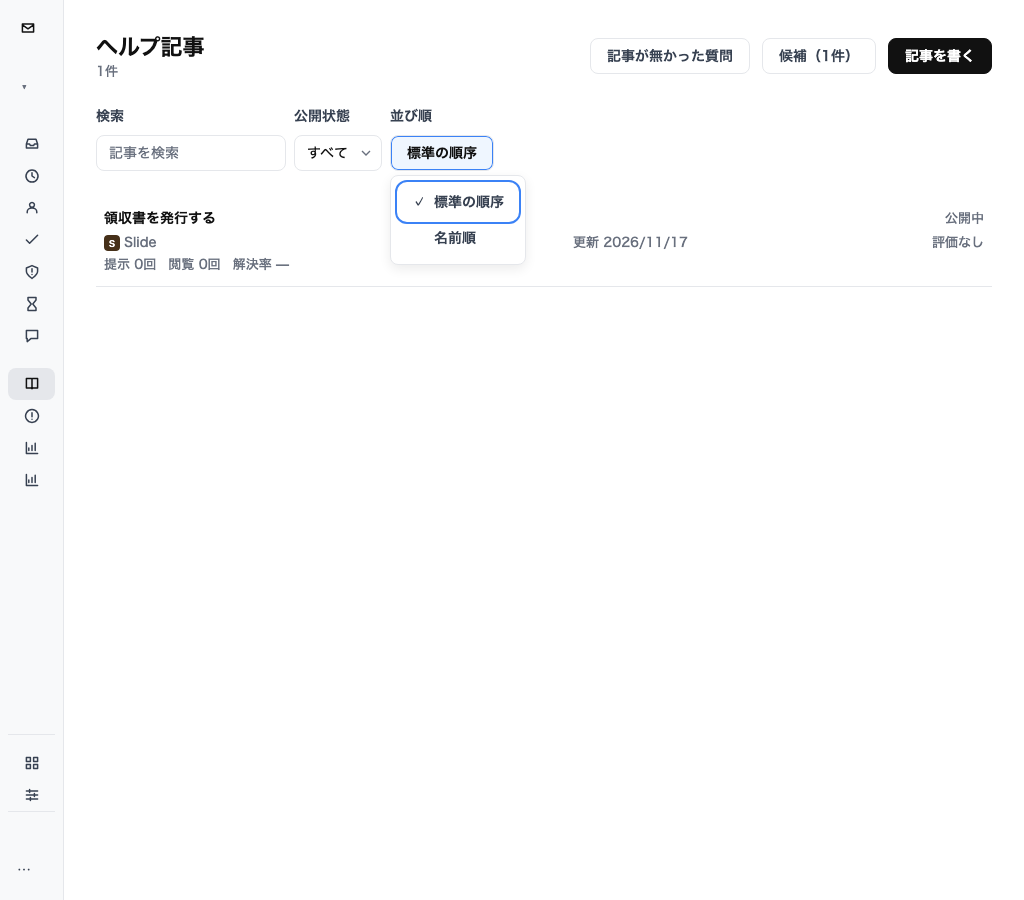 ヘルプ記事
1件
記事が無かった質問
候補（1件）
記事を書く
検索
公開状態
並び順
記事を検索
すべて
標準の順序
✓ 標準の順序
名前順
領収書を発行する
公開中
S Slide
更新 2026/11/17
評価なし
提示 0回 閲覧 0回 解決率 —